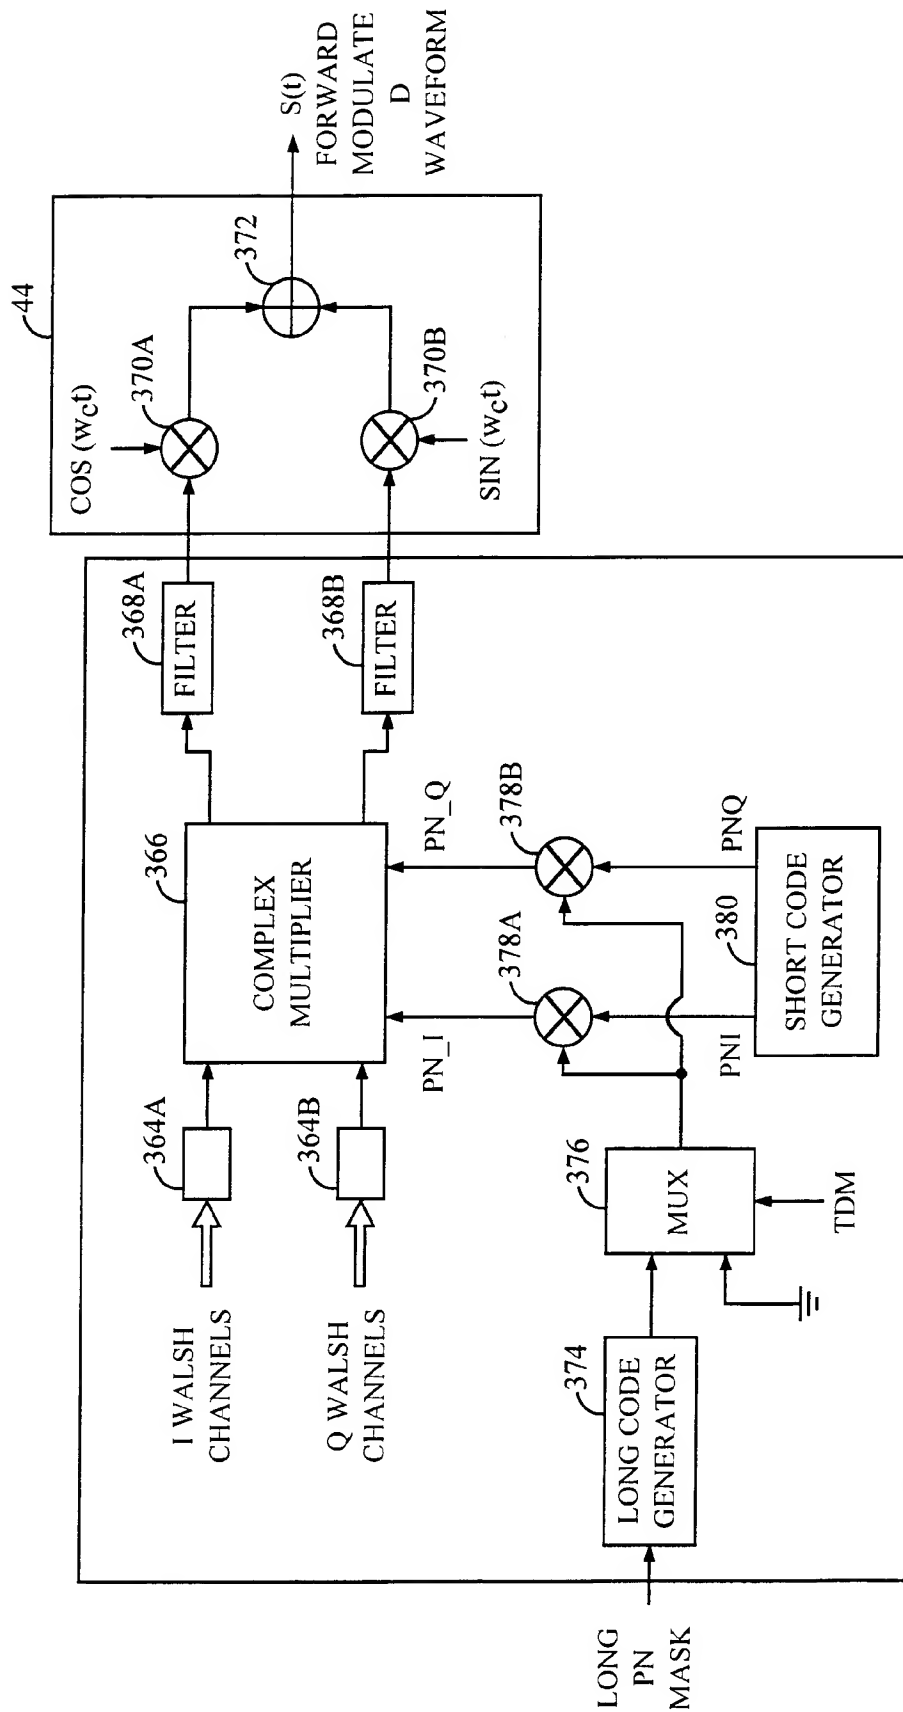 44
COS (wct)
370A
372
S(t)
FORWARD
MODULATE
D
WAVEFORM
370B
SIN (wct)
368A
FILTER
368B
FILTER
366
COMPLEX
MULTIPLIER
364A
I WALSH
CHANNELS
364B
Q WALSH
CHANNELS
PN_I
PN_Q
378A
378B
PNI
PNQ
380
SHORT CODE
GENERATOR
376
MUX
TDM
374
LONG CODE
GENERATOR
LONG
PN
MASK